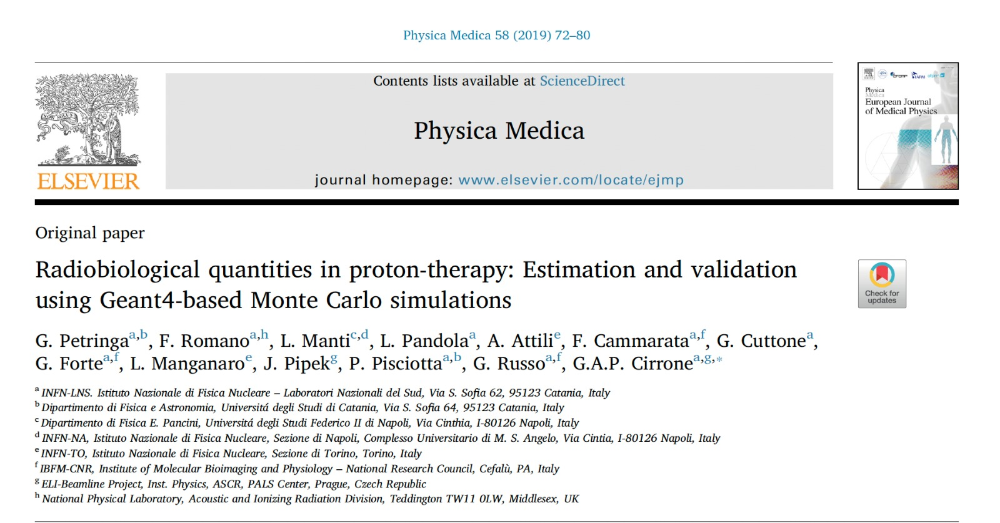 Physica Medica 58 (2019) 72–80
Contents lists available at ScienceDirect
Physica Medica
journal homepage: www.elsevier.com/locate/ejmp
NON SOLUS
ELSEVIER
Physica
Medica
European Journal
of Medical Physics
Original paper
Radiobiological quantities in proton-therapy: Estimation and validation
using Geant4-based Monte Carlo simulations
Check for
updates
G. Petringa^a,b, F. Romano^a,h, L. Manti^c,d, L. Pandola^a, A. Attili^e, F. Cammarata^a,f, G. Cuttone^a,
G. Forte^a,f, L. Manganaro^e, J. Pipek^g, P. Pisciotta^a,b, G. Russo^a,f, G.A.P. Cirrone^a,g,*
^a INFN-LNS. Istituto Nazionale di Fisica Nucleare – Laboratori Nazionali del Sud, Via S. Sofia 62, 95123 Catania, Italy
^b Dipartimento di Fisica e Astronomia, Universitá degli Studi di Catania, Via S. Sofia 64, 95123 Catania, Italy
^c Dipartimento di Fisica E. Pancini, Universitá degli Studi Federico II di Napoli, Via Cinthia, I-80126 Napoli, Italy
^d INFN-NA, Istituto Nazionale di Fisica Nucleare, Sezione di Napoli, Complesso Universitario di M. S. Angelo, Via Cintia, I-80126 Napoli, Italy
^e INFN-TO, Istituto Nazionale di Fisica Nucleare, Sezione di Torino, Torino, Italy
^f IBFM-CNR, Institute of Molecular Bioimaging and Physiology – National Research Council, Cefalù, PA, Italy
^g ELI-Beamline Project, Inst. Physics, ASCR, PALS Center, Prague, Czech Republic
^h National Physical Laboratory, Acoustic and Ionizing Radiation Division, Teddington TW11 0LW, Middlesex, UK